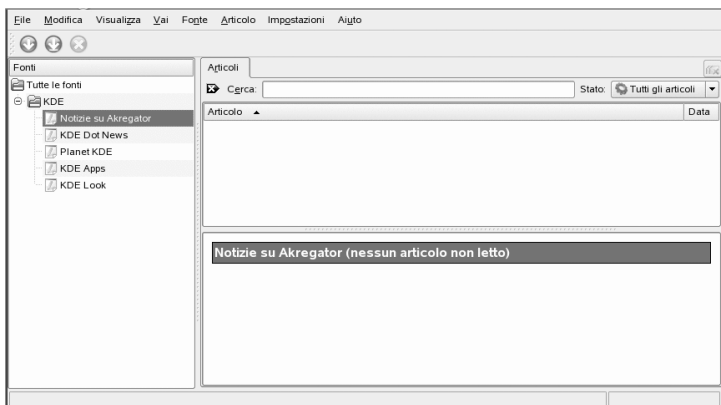 File Modifica Visualizza Vai Fonte Articolo Impostazioni Aiuto
Fonti
Tutte le fonti
KDE
Notizie su Akregator
KDE Dot News
Planet KDE
KDE Apps
KDE Look
Articoli
Cerca: Stato: Tutti gli articoli
Articolo Data
Notizie su Akregator (nessun articolo non letto)